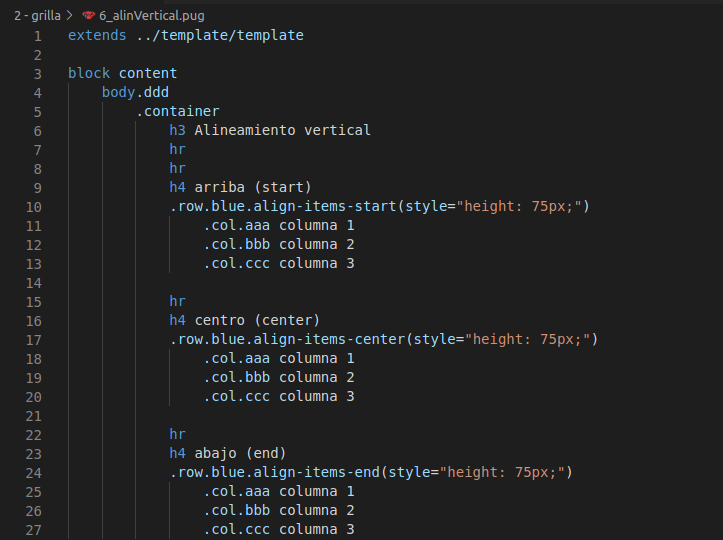 2 - grilla > 6_alinVertical.pug
1 extends ../template/template
2
3 block content
4     body.ddd
5         .container
6             h3 Alineamiento vertical
7             hr
8             hr
9             h4 arriba (start)
10             .row.blue.align-items-start(style="height: 75px;")
11                 .col.aaa columna 1
12                 .col.bbb columna 2
13                 .col.ccc columna 3
14
15             hr
16             h4 centro (center)
17             .row.blue.align-items-center(style="height: 75px;")
18                 .col.aaa columna 1
19                 .col.bbb columna 2
20                 .col.ccc columna 3
21
22             hr
23             h4 abajo (end)
24             .row.blue.align-items-end(style="height: 75px;")
25                 .col.aaa columna 1
26                 .col.bbb columna 2
27                 .col.ccc columna 3